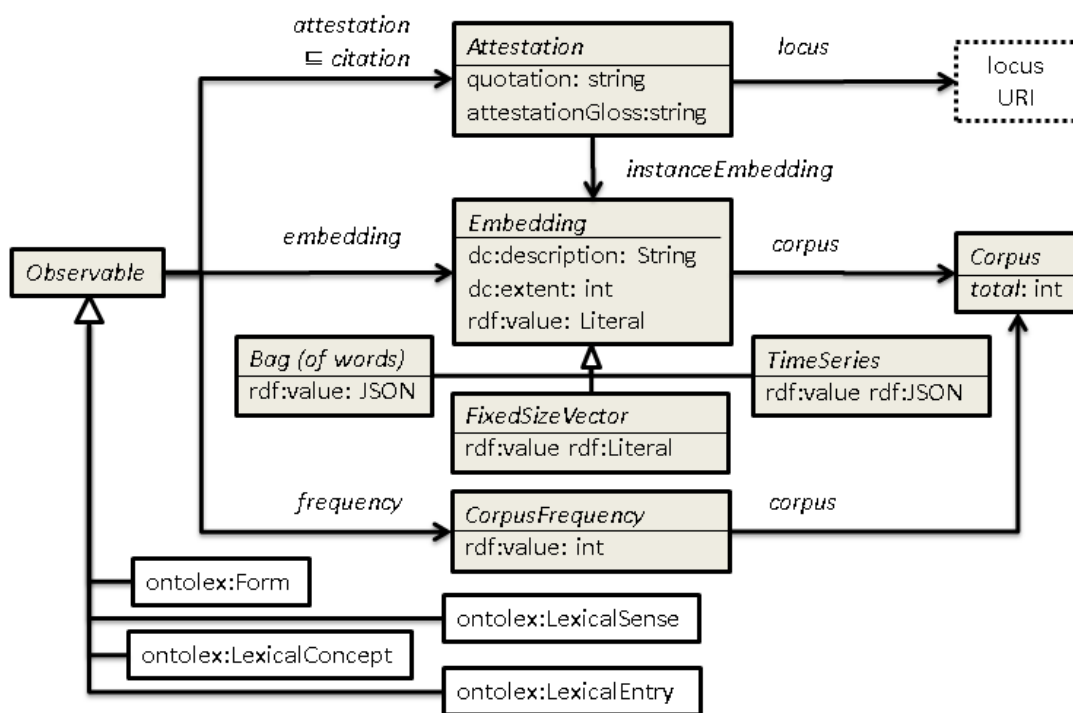 attestation
⊑ citation
Attestation
quotation: string
attestationGloss:string
locus
locus
URI
instanceEmbedding
embedding
Embedding
dc:description: String
dc:extent: int
rdf:value: Literal
corpus
Observable
Corpus
total: int
Bag (of words)
rdf:value: JSON
TimeSeries
rdf:value rdf:JSON
FixedSizeVector
rdf:value rdf:Literal
frequency
CorpusFrequency
rdf:value: int
corpus
ontolex:Form
ontolex:LexicalSense
ontolex:LexicalConcept
ontolex:LexicalEntry